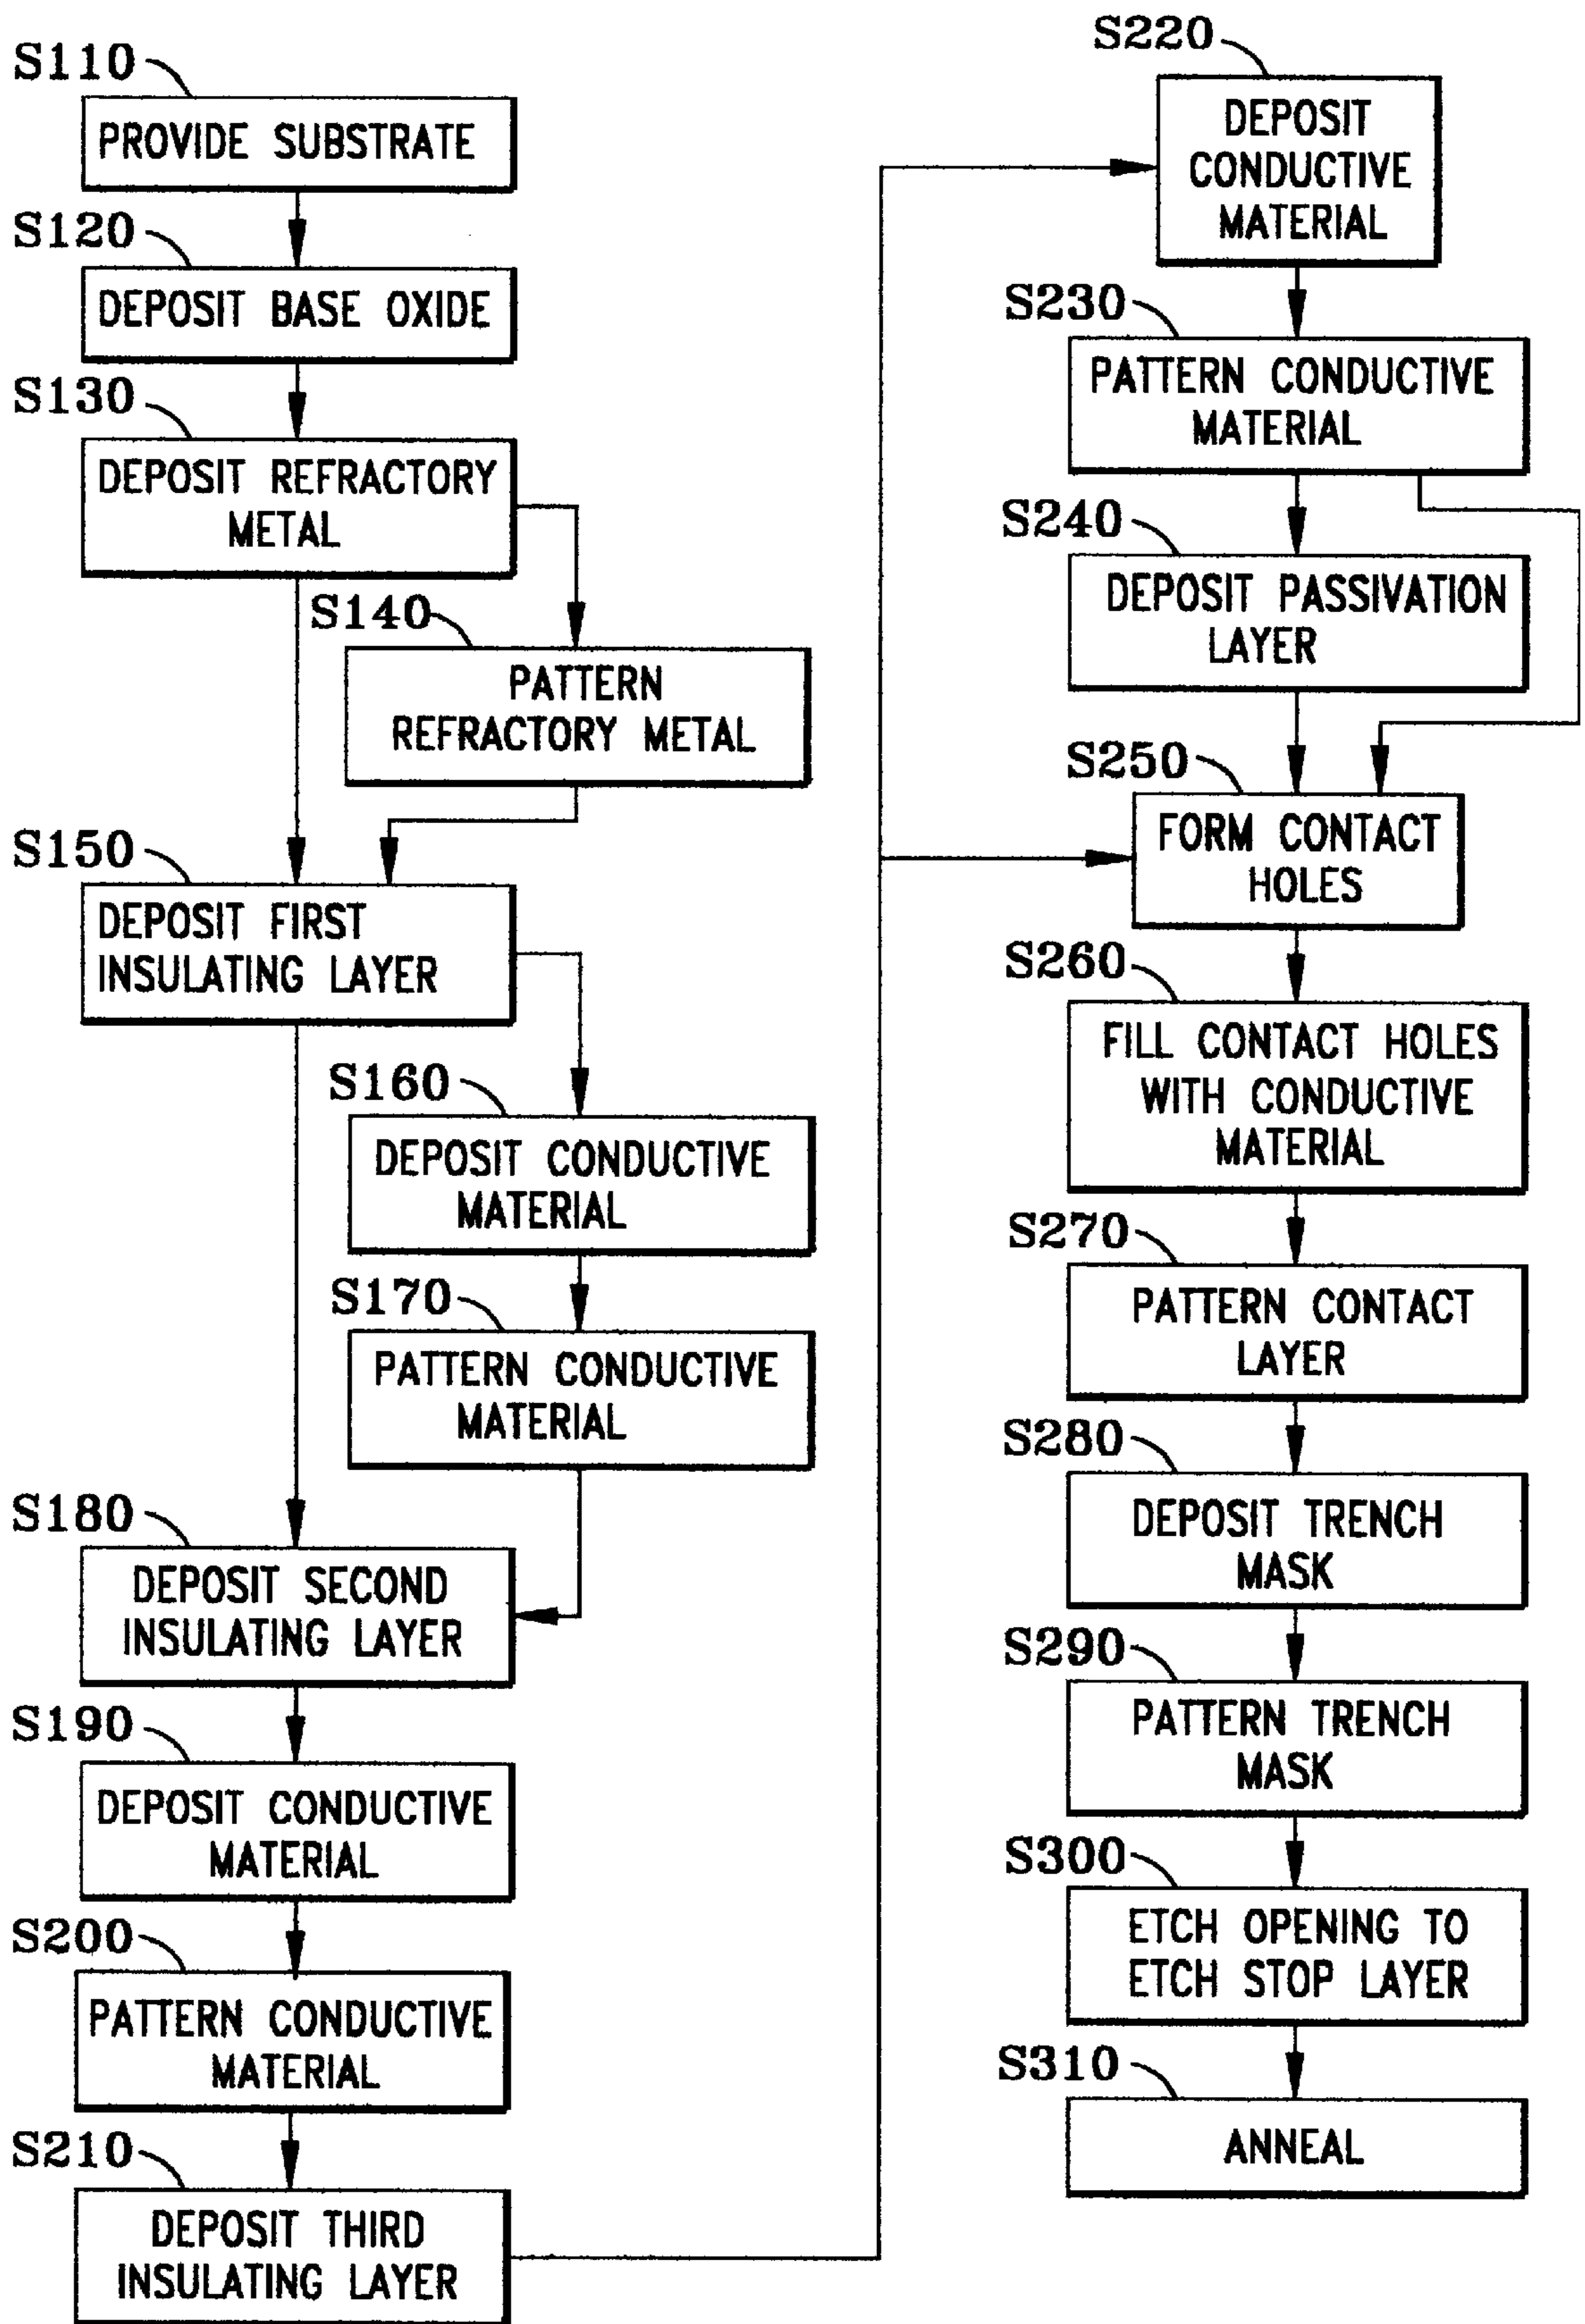 S110
PROVIDE SUBSTRATE
S120
DEPOSIT BASE OXIDE
S130
DEPOSIT REFRACTORY
METAL
S140
PATTERN
REFRACTORY METAL
S150
DEPOSIT FIRST
INSULATING LAYER
S160
DEPOSIT CONDUCTIVE
MATERIAL
S170
PATTERN CONDUCTIVE
MATERIAL
S180
DEPOSIT SECOND
INSULATING LAYER
S190
DEPOSIT CONDUCTIVE
MATERIAL
S200
PATTERN CONDUCTIVE
MATERIAL
S210
DEPOSIT THIRD
INSULATING LAYER
S220
DEPOSIT
CONDUCTIVE
MATERIAL
S230
PATTERN CONDUCTIVE
MATERIAL
S240
DEPOSIT PASSIVATION
LAYER
S250
FORM CONTACT
HOLES
S260
FILL CONTACT HOLES
WITH CONDUCTIVE
MATERIAL
S270
PATTERN CONTACT
LAYER
S280
DEPOSIT TRENCH
MASK
S290
PATTERN TRENCH
MASK
S300
ETCH OPENING TO
ETCH STOP LAYER
S310
ANNEAL